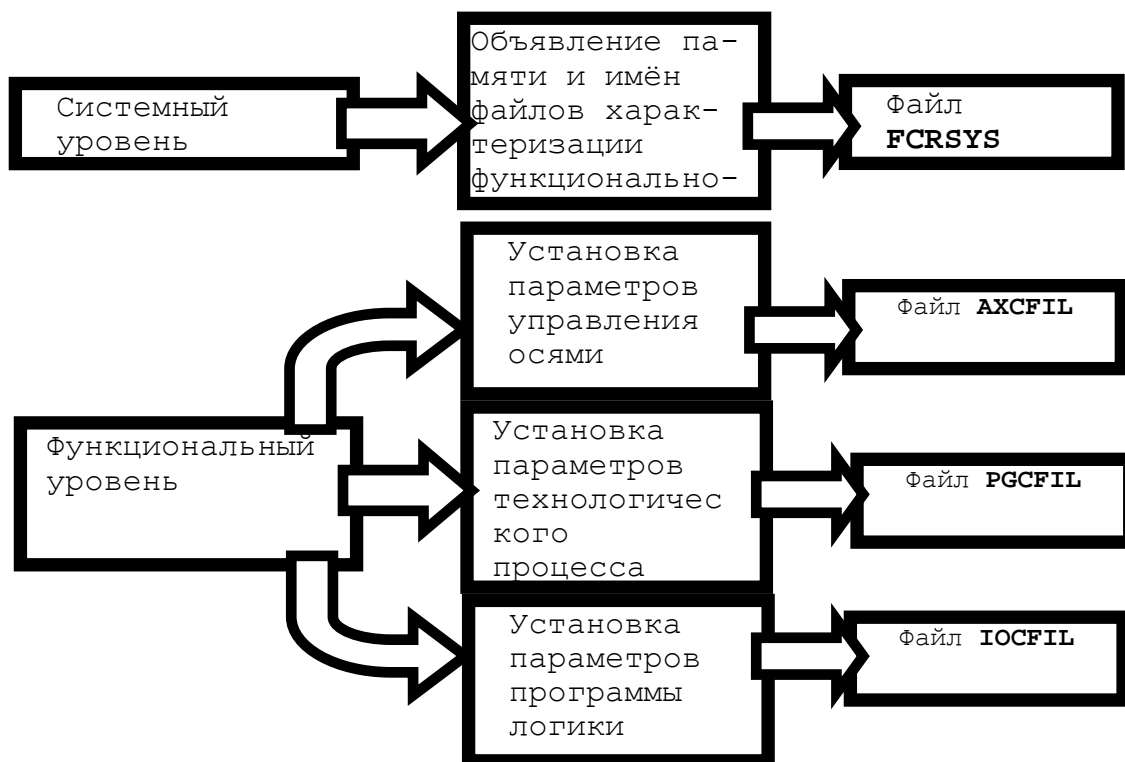 Системный
уровень
Объявление па-
мяти и имён
файлов харак-
теризации
функционально-
Файл
FCRSYS
Функциональный
уровень
Установка
параметров
управления
осями
Файл AXCFIL
Установка
параметров
технологичес
кого
процесса
Файл PGCFIL
Установка
параметров
программы
логики
Файл IOCFIL